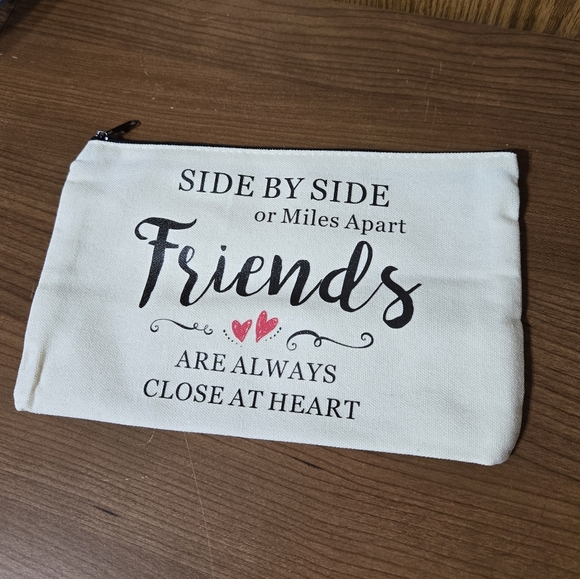 SIDE BY SIDE
or Miles Apart
Friends
ARE ALWAYS
CLOSE AT HEART